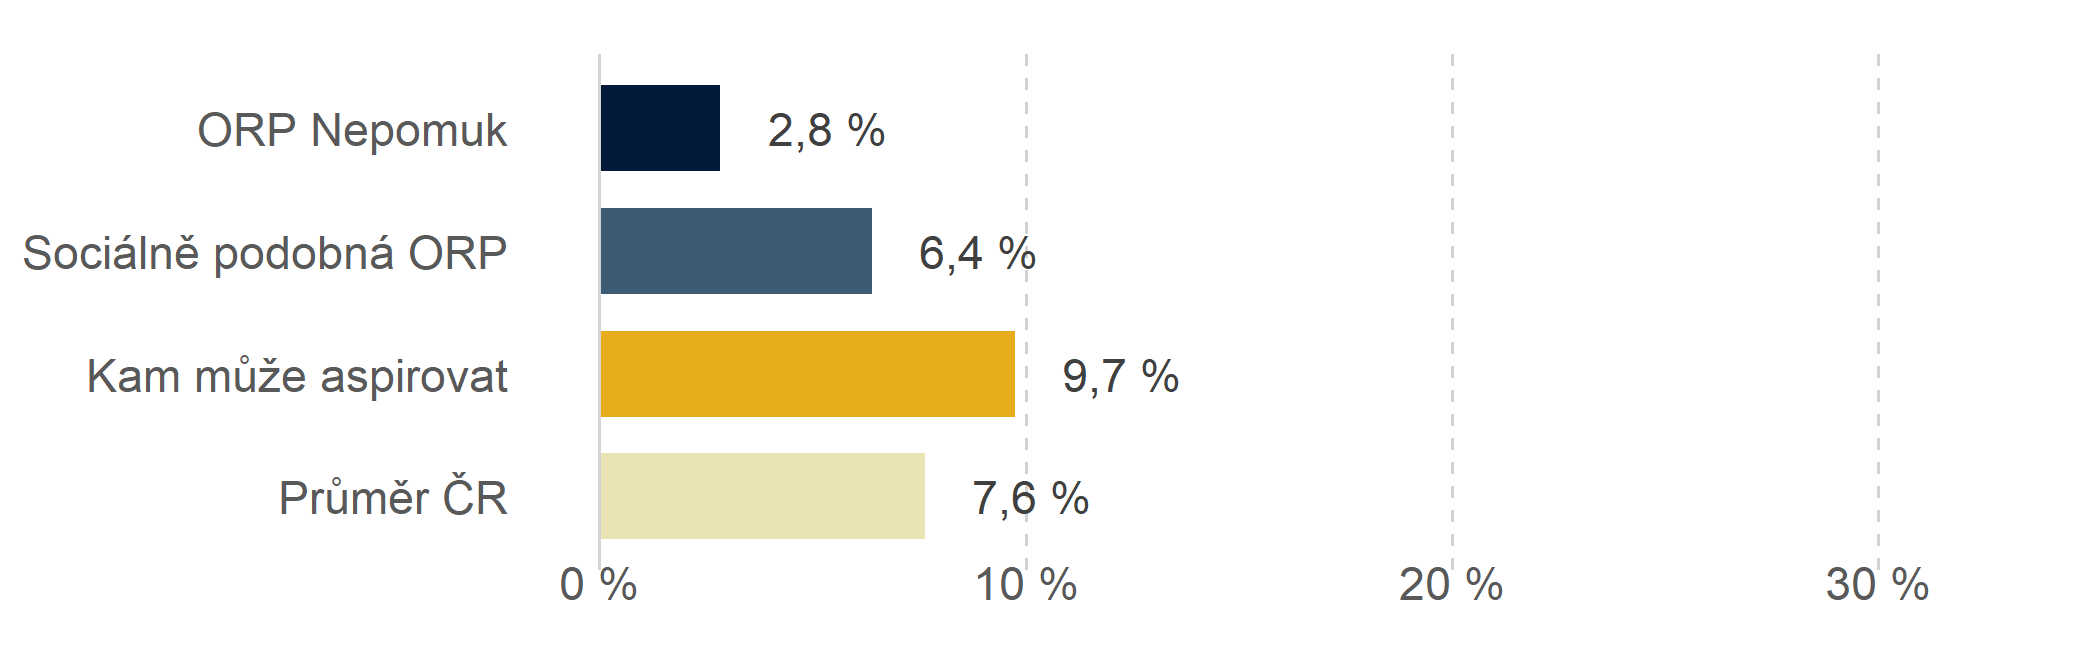 ORP Nepomuk 2,8 %
Sociálně podobná ORP 6,4 %
Kam může aspirovat 9,7 %
Průměr ČR 7,6 %
0 % 10 % 20 % 30 %